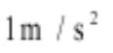 1m / s²